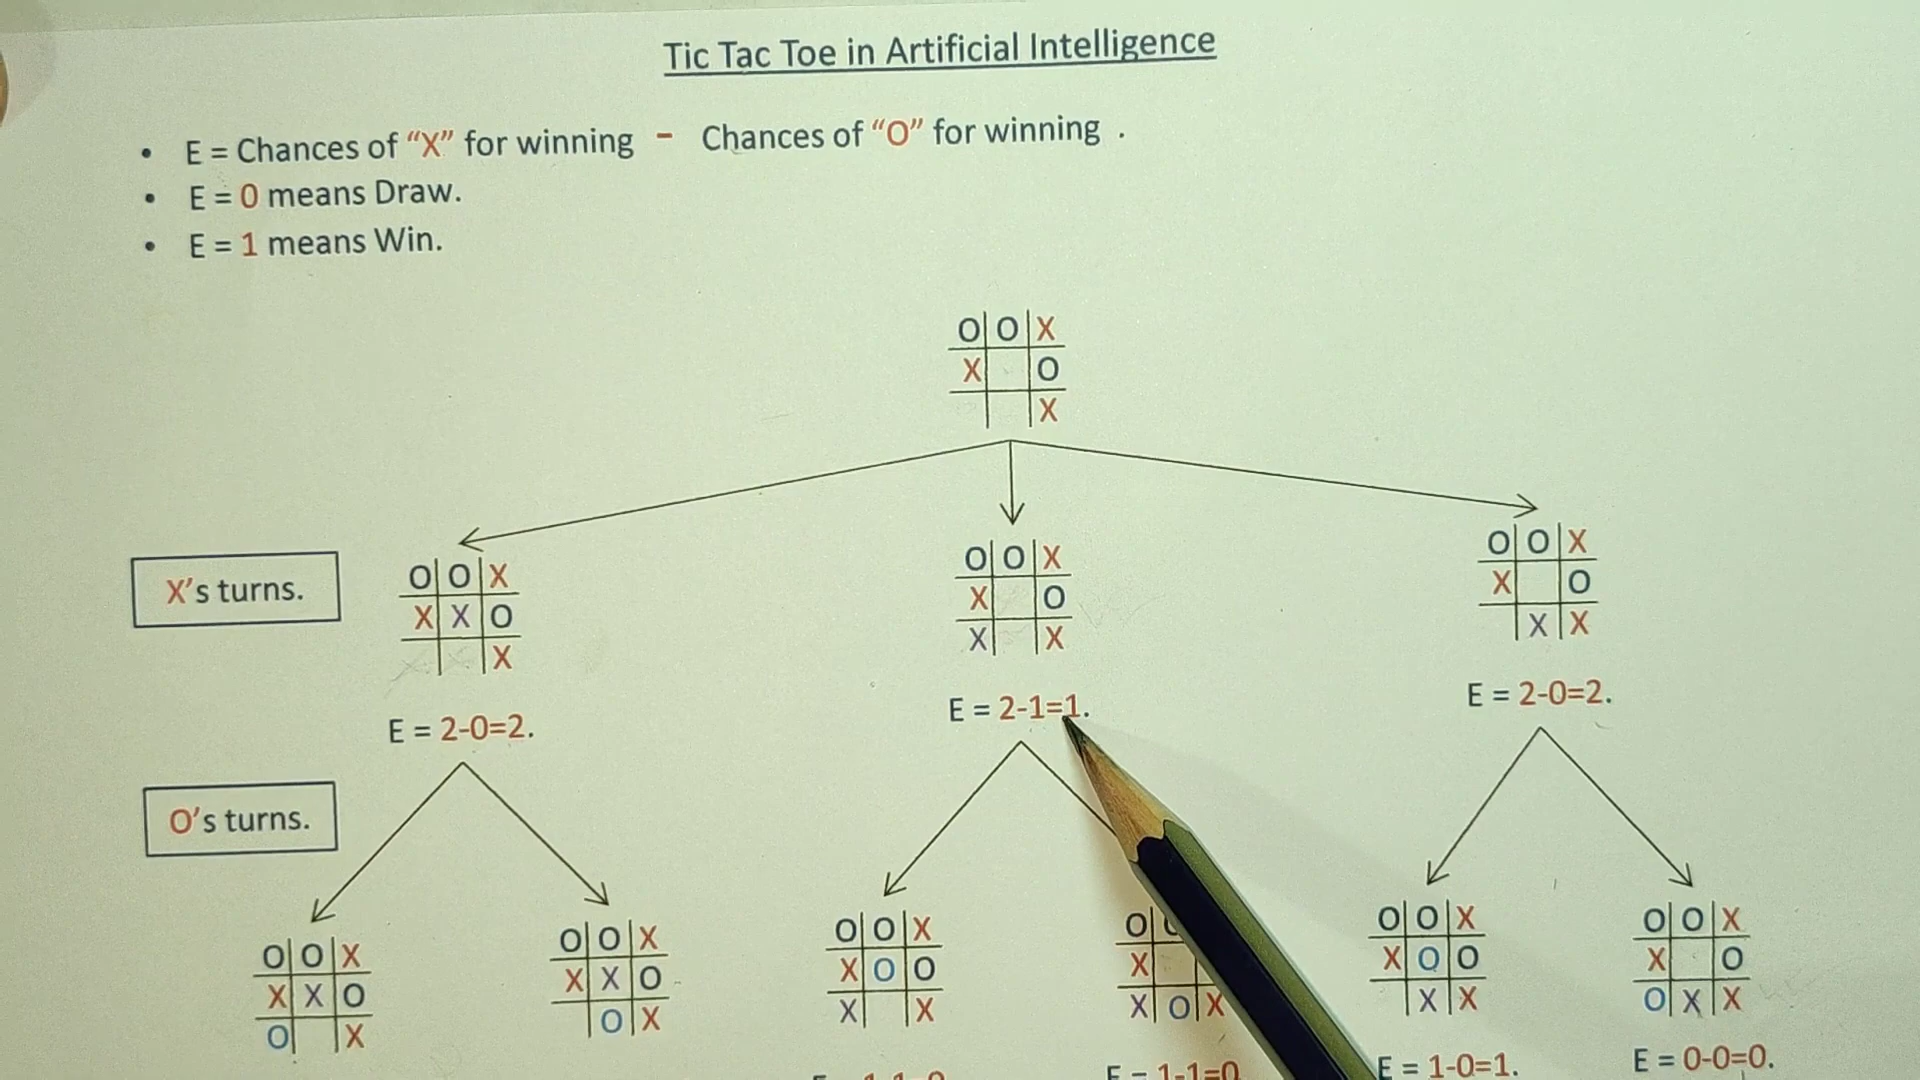 Tic Tac Toe in Artificial Intelligence
• E = Chances of “X” for winning - Chances of “O” for winning .
• E = 0 means Draw.
• E = 1 means Win.
O O X
X O
X
X's turns.
O O X
X X O
X
E = 2-0=2.
O O X
X O
X X
E = 2-1=1.
O O X
X O
X X
E = 2-0=2.
O's turns.
O O X
X X O
O X
O O X
X X O
O X
O O X
X O O
X X
O
X
X O X
E = 1-1=0
O O X
X O O
X X
E = 1-0=1.
O O X
X O
O X X
E = 0-0=0.